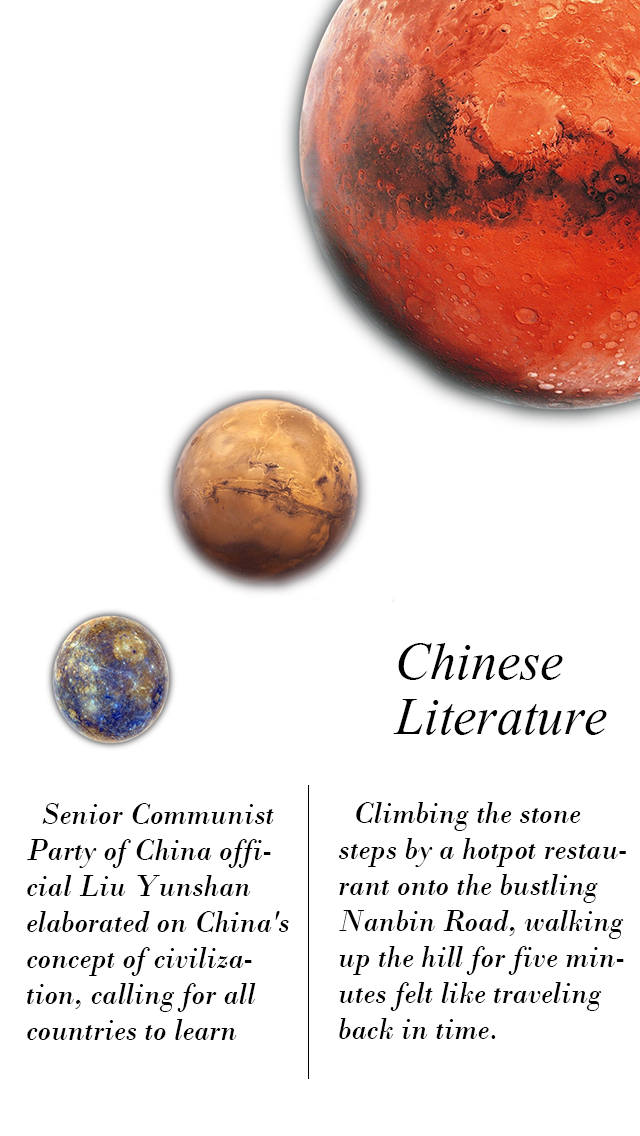 Chinese
Literature
Senior Communist
Party of China offi-
cial Liu Yunshan
elaborated on China's
concept of civiliza-
tion, calling for all
countries to learn
Climbing the stone
steps by a hotpot restau-
rant onto the bustling
Nanbin Road, walking
up the hill for five min-
utes felt like traveling
back in time.